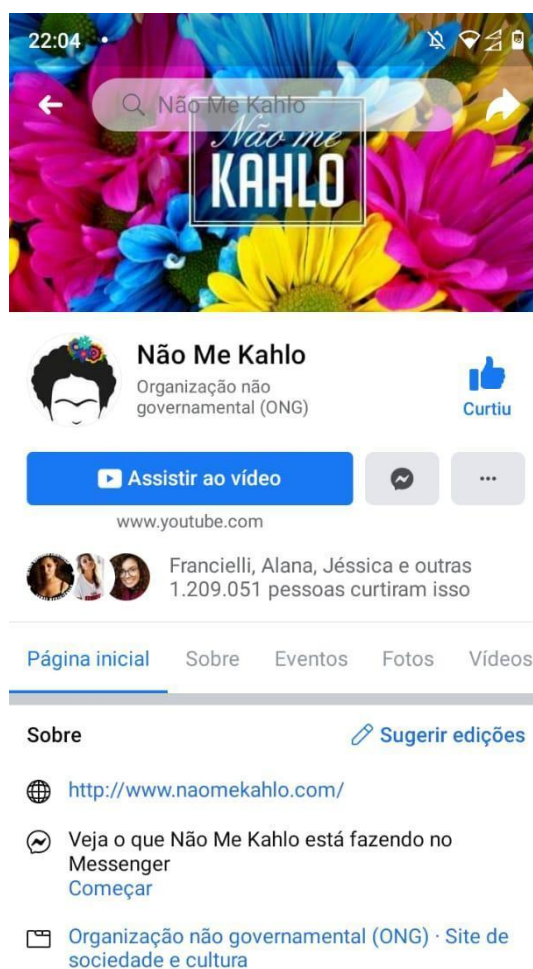 22:04
Não Me Kahlo
Não me
KAHLO
Não Me Kahlo
Organização não
governamental (ONG)
Curtiu
Assistir ao vídeo
www.youtube.com
Francielli, Alana, Jéssica e outras
1.209.051 pessoas curtiram isso
Página inicial Sobre Eventos Fotos Vídeos
Sobre Sugerir edições
http://www.naomekahlo.com/
Veja o que Não Me Kahlo está fazendo no
Messenger
Começar
Organização não governamental (ONG) · Site de
sociedade e cultura